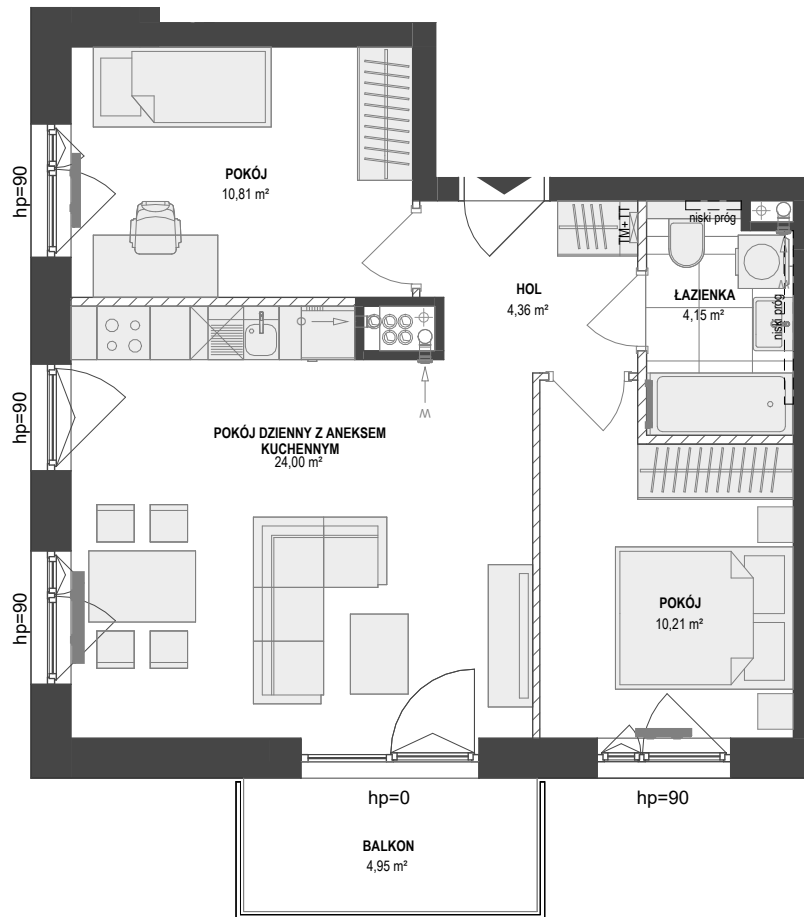 POKÓJ
10,81 m²
hp=90
HOL
4,36 m²
TM+TT
niski próg
ŁAZIENKA
4,15 m²
niski próg
W
W
hp=90
POKÓJ DZIENNY Z ANEKSEM
KUCHENNYM
24,00 m²
hp=90
POKÓJ
10,21 m²
hp=0
hp=90
BALKON
4,95 m²